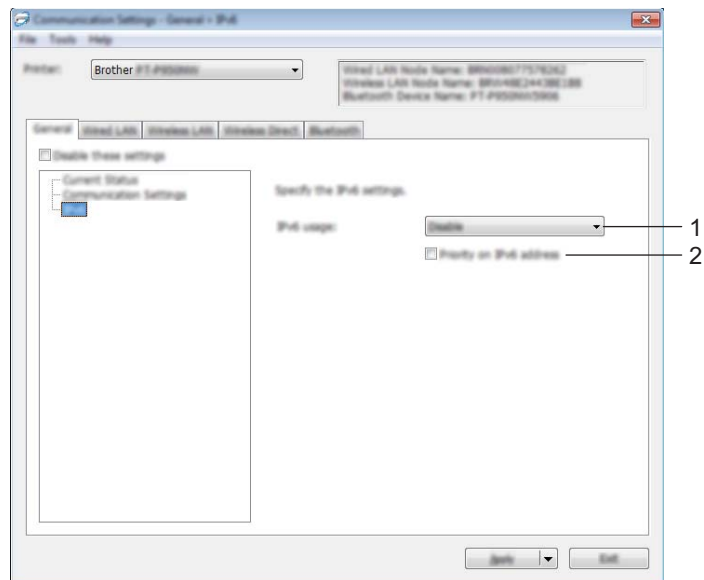 Communication Settings - General > IPv6
File Tools Help
Printer: Brother PT-P950NW
Wired LAN Node Name:
Wireless LAN Node Name:
Bluetooth Device Name:
General Wired LAN Wireless LAN Wireless Direct Bluetooth
Disable these settings
Current Status
Communication Settings
IPv6
Specify the IPv6 settings.
IPv6 usage: Disable 1
Priority on IPv6 address 2
Apply Exit